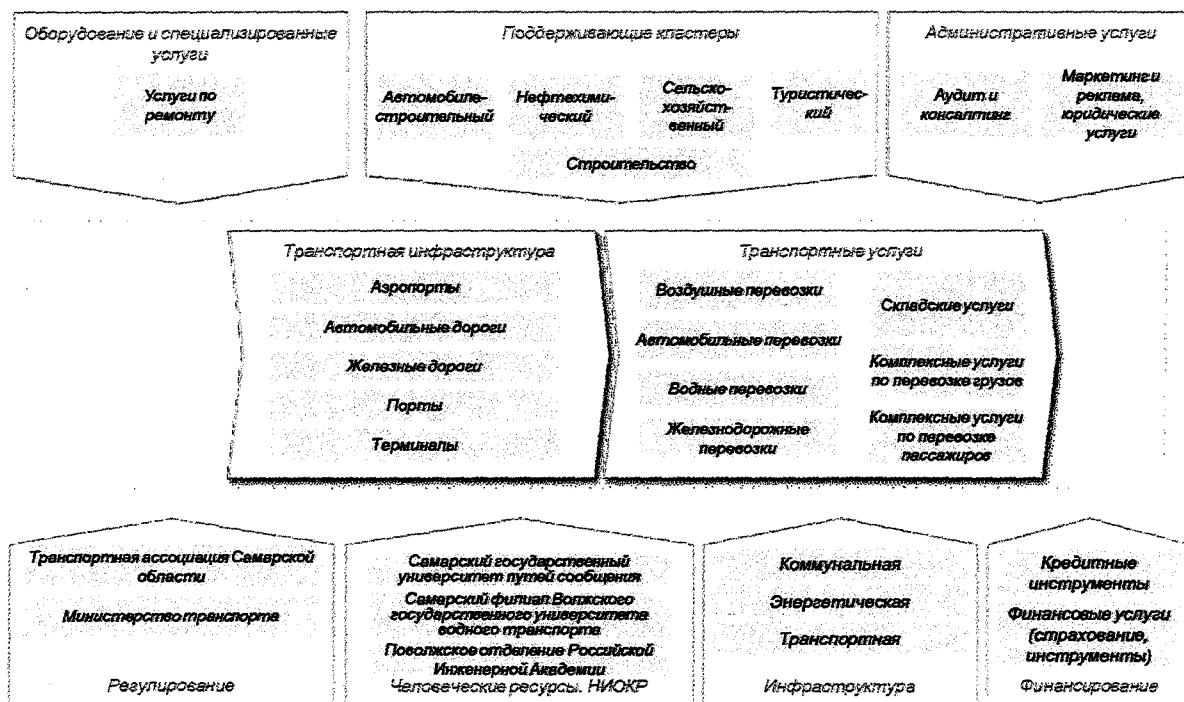 Оборудование и специализированные
услуги
Услуги по
ремонту
Поддерживающие кластеры
Автомобиле-
строительный
Нефтехими-
ческий
Сельско-
хозяйст-
венный
Туристичес-
кий
Строительство
Административные услуги
Аудит и
консалтинг
Маркетинг и
реклама,
юридические
услуги
Транспортная инфраструктура
Аэропорты
Автомобильные дороги
Железные дороги
Порты
Терминалы
Транспортные услуги
Воздушные перевозки
Автомобильные перевозки
Водные перевозки
Железнодорожные
перевозки
Складские услуги
Комплексные услуги
по перевозке грузов
Комплексные услуги
по перевозке
пассажиров
Транспортная ассоциация Самарской
области
Министерство транспорта
Регулирование
Самарский государственный
университет путей сообщения
Самарский филиал Волжского
государственного университета
водного транспорта
Поволжское отделение Российской
Инженерной Академии
Человеческие ресурсы. НИОКР
Коммунальная
Энергетическая
Транспортная
Инфраструктура
Кредитные
инструменты
Финансовые услуги
(страхование,
инструменты)
Финансирование